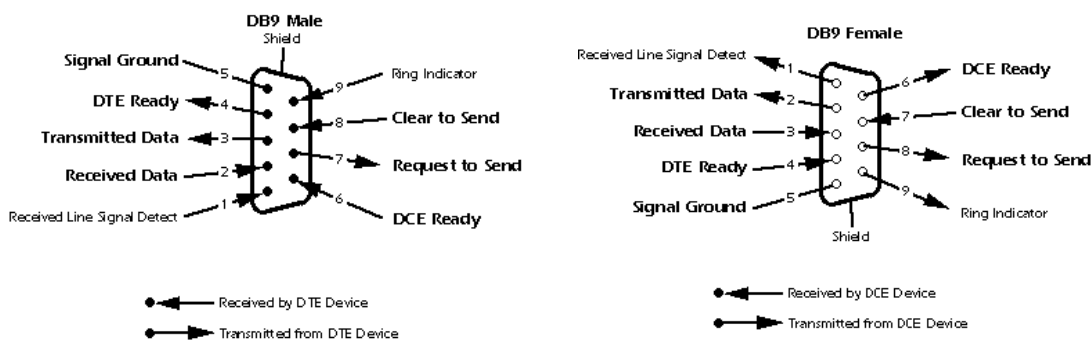 DB9 Male
Shield
Signal Ground
5
9
Ring Indicator
DTE Ready
4
8
Clear to Send
Transmitted Data
3
7
Request to Send
Received Data
2
6
DCE Ready
Received Line Signal Detect
1
Received by DTE Device
Transmitted from DTE Device
DB9 Female
Received Line Signal Detect
1
6
DCE Ready
Transmitted Data
2
7
Clear to Send
Received Data
3
8
Request to Send
DTE Ready
4
9
Ring Indicator
Signal Ground
5
Shield
Received by DCE Device
Transmitted from DCE Device